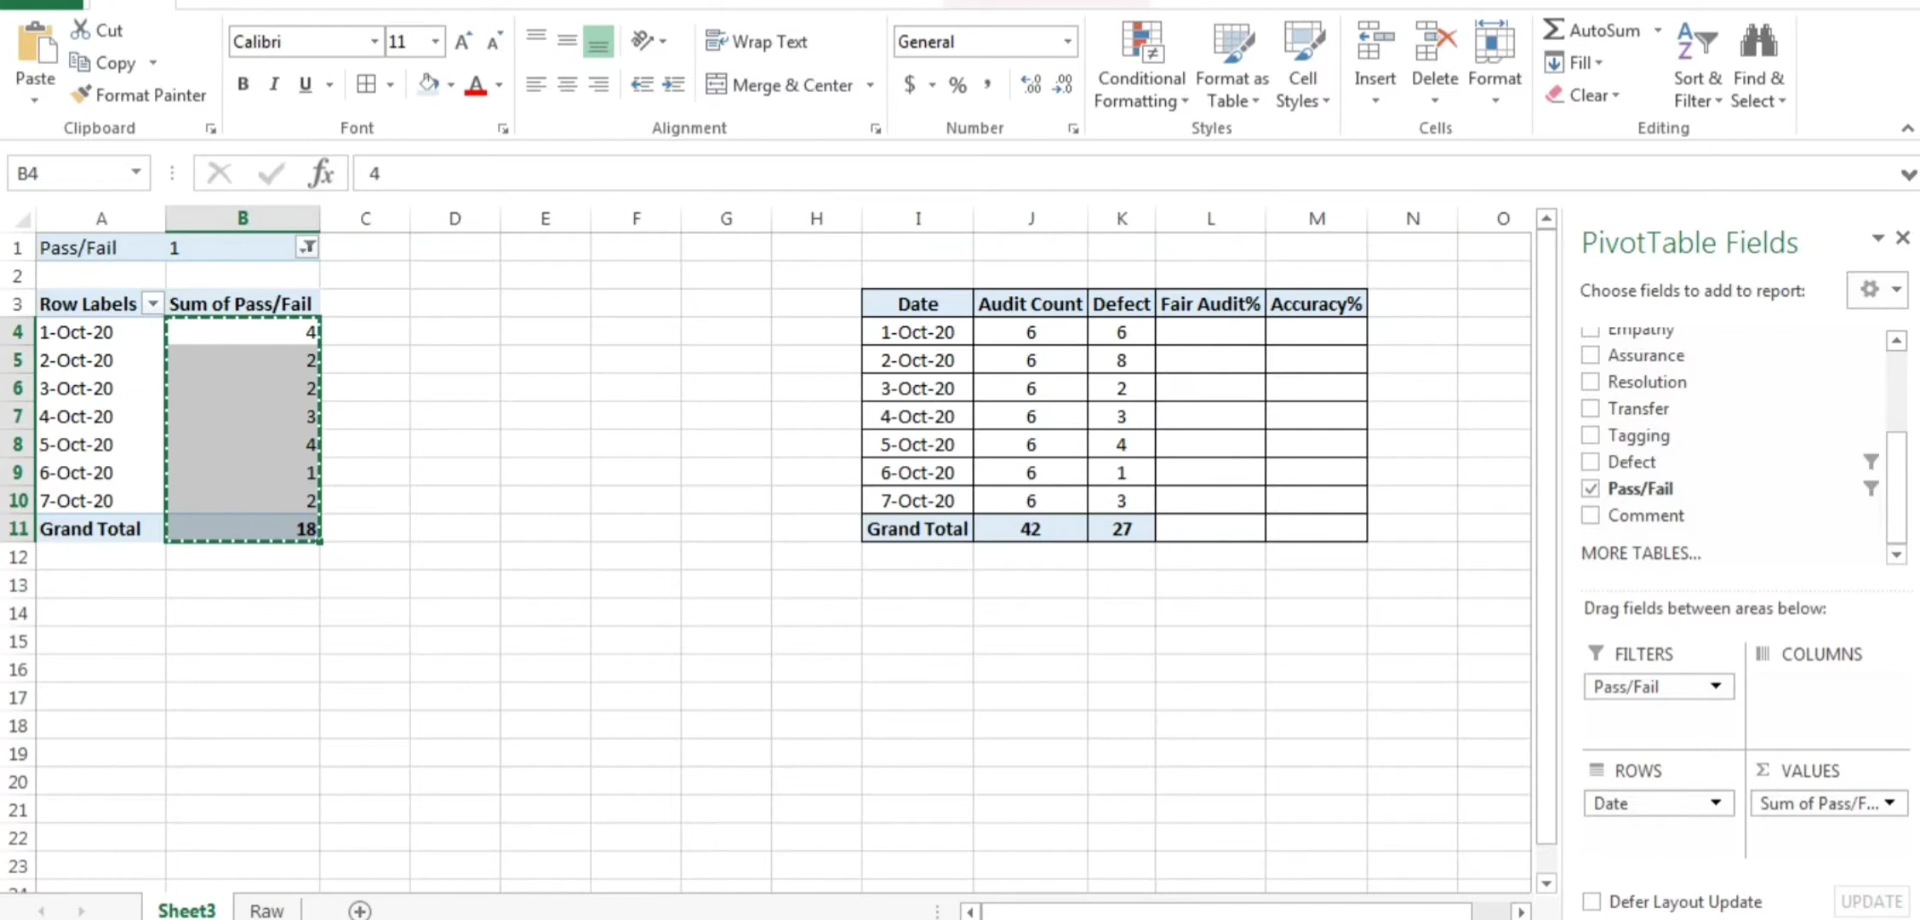 Cut
Copy
Format Painter
Paste
Clipboard
Calibri 11
B I U A
Font
Wrap Text
Merge & Center
Alignment
General
$ % ,
Number
Conditional Formatting
Format as Table
Cell Styles
Styles
Insert Delete Format
Cells
AutoSum
Fill
Clear
Sort & Filter
Find & Select
Editing
B4 fx 4
A B C D E F G H I J K L M N O
1 Pass/Fail 1
2
3 Row Labels Sum of Pass/Fail Date Audit Count Defect Fair Audit% Accuracy%
4 1-Oct-20 4 1-Oct-20 6 6
5 2-Oct-20 2 2-Oct-20 6 8
6 3-Oct-20 2 3-Oct-20 6 2
7 4-Oct-20 3 4-Oct-20 6 3
8 5-Oct-20 4 5-Oct-20 6 4
9 6-Oct-20 1 6-Oct-20 6 1
10 7-Oct-20 2 7-Oct-20 6 3
11 Grand Total 18 Grand Total 42 27
12
13
14
15
16
17
18
19
20
21
22
23
Sheet3 Raw
PivotTable Fields
Choose fields to add to report:
Empathy
Assurance
Resolution
Transfer
Tagging
Defect
Pass/Fail
Comment
MORE TABLES...
Drag fields between areas below:
FILTERS COLUMNS
Pass/Fail
ROWS VALUES
Date Sum of Pass/F...
Defer Layout Update UPDATE